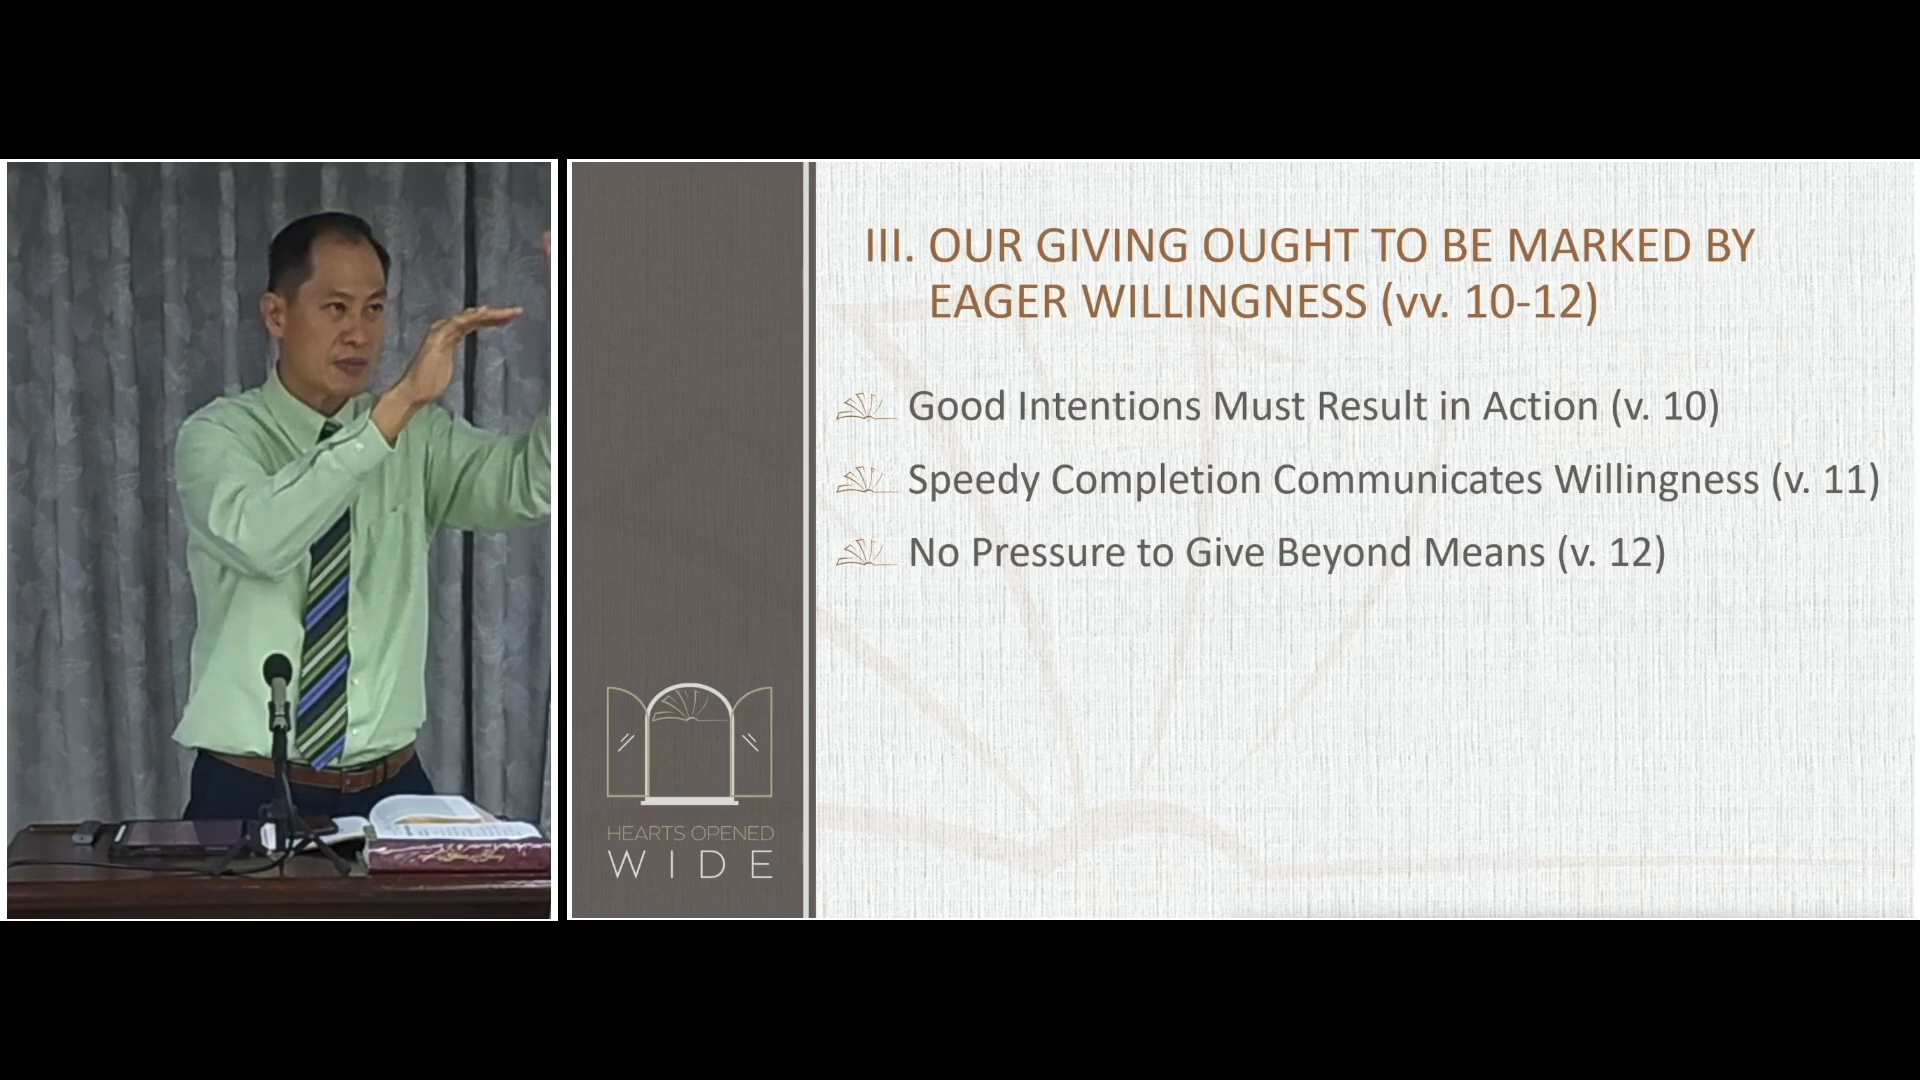 III. OUR GIVING OUGHT TO BE MARKED BY
EAGER WILLINGNESS (vv. 10-12)
Good Intentions Must Result in Action (v. 10)
Speedy Completion Communicates Willingness (v. 11)
No Pressure to Give Beyond Means (v. 12)
HEARTS OPENED
WIDE